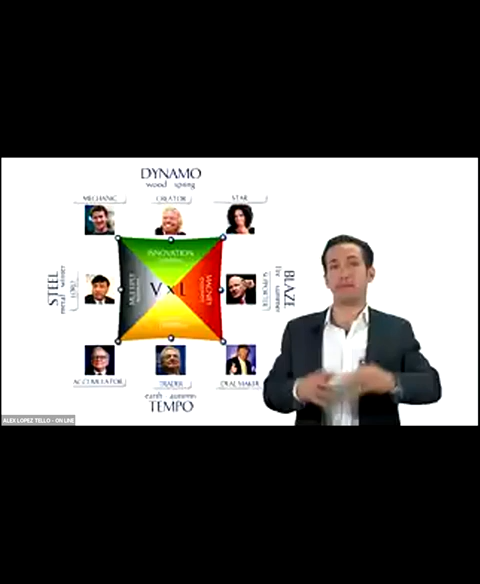 DYNAMO
wood spring
MECHANIC
CREATOR
STAR
INNOVATION
STEEL
metal winter
LORD
MULTIPLY
V x L
MAGNIFY
SUPPORTER
BLAZE
fire summer
ACCUMULATOR
TRADER
DEAL MAKER
earth autumn
TEMPO
ALEX LOPEZ TELLO - ON LINE